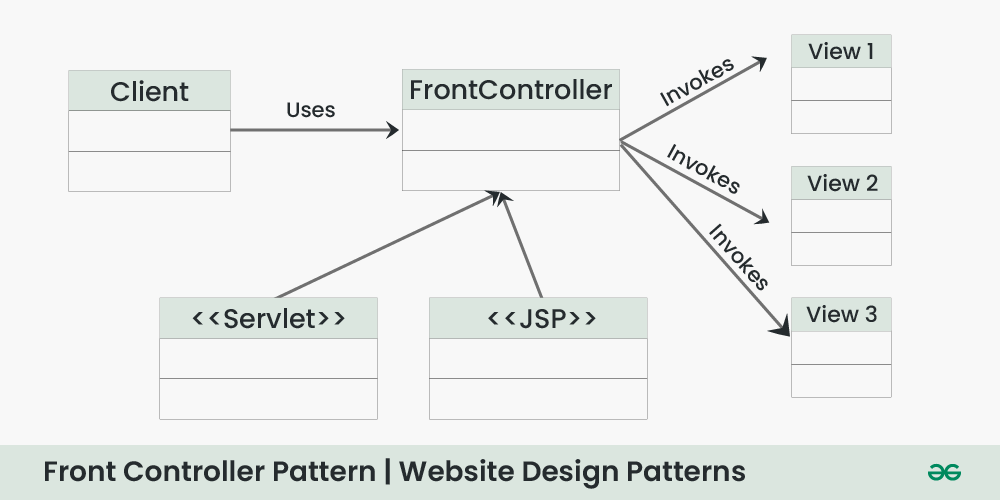 Client
Uses
FrontController
Invokes
View 1
Invokes
View 2
Invokes
View 3
<<Servlet>>
<<JSP>>
Front Controller Pattern | Website Design Patterns